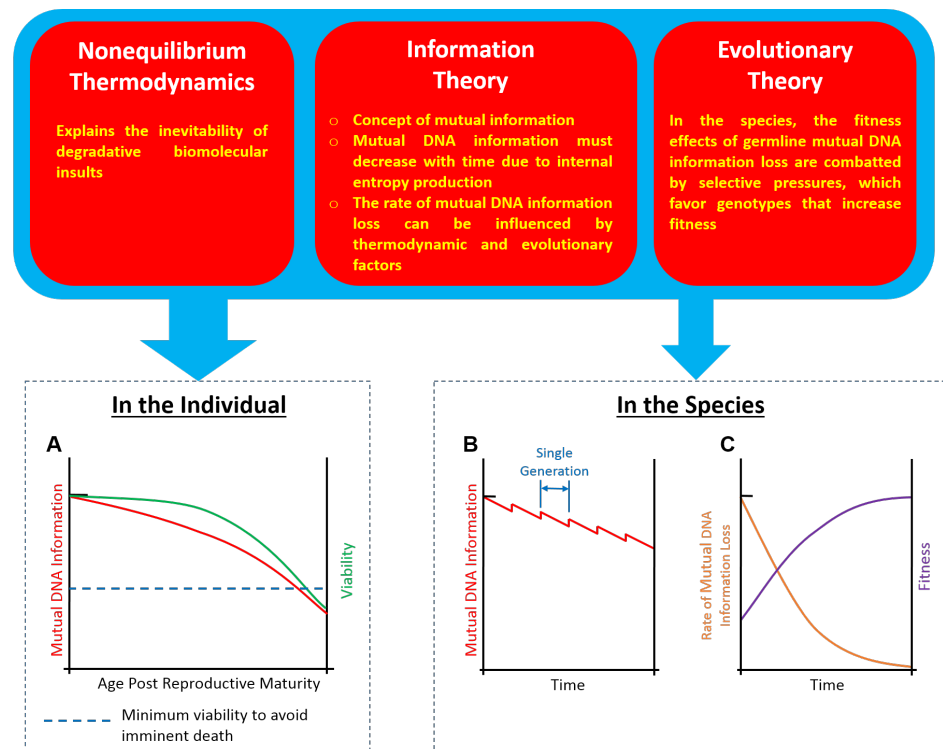 Nonequilibrium
Thermodynamics
Explains the inevitability of
degradative biomolecular
insults
Information
Theory
○ Concept of mutual information
○ Mutual DNA information must
decrease with time due to internal
entropy production
○ The rate of mutual DNA information
loss can be influenced by
thermodynamic and evolutionary
factors
Evolutionary
Theory
In the species, the fitness
effects of germline mutual DNA
information loss are combatted
by selective pressures, which
favor genotypes that increase
fitness
In the Individual
A
Mutual DNA Information
Viability
Age Post Reproductive Maturity
Minimum viability to avoid
imminent death
In the Species
B
Single
Generation
Mutual DNA Information
Time
C
Rate of Mutual DNA
Information Loss
Fitness
Time